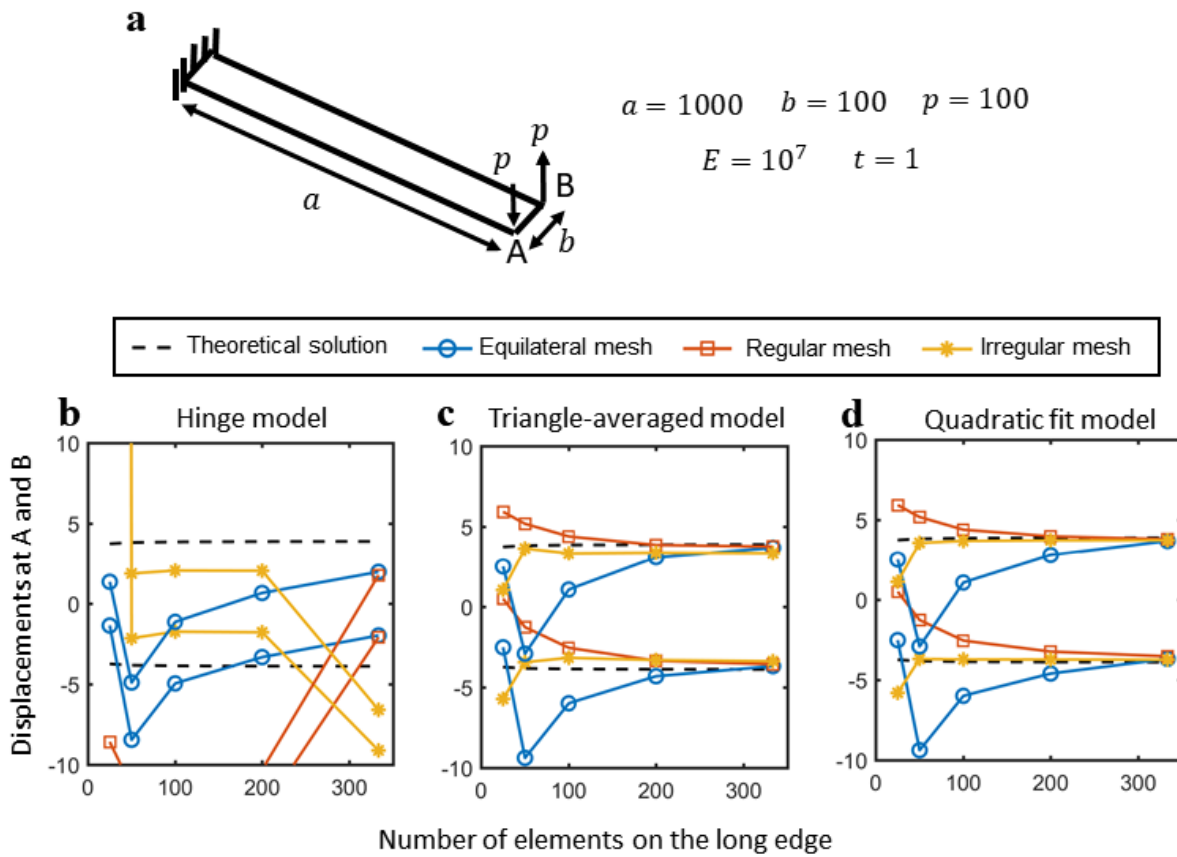 a
a = 1000 b = 100 p = 100
E = 10⁷ t = 1
p
p
B
a
b
A
Theoretical solution Equilateral mesh Regular mesh Irregular mesh
b Hinge model
c Triangle-averaged model
d Quadratic fit model
Displacements at A and B
10
5
0
-5
-10
0 100 200 300
10
5
0
-5
-10
0 100 200 300
10
5
0
-5
-10
0 100 200 300
Number of elements on the long edge